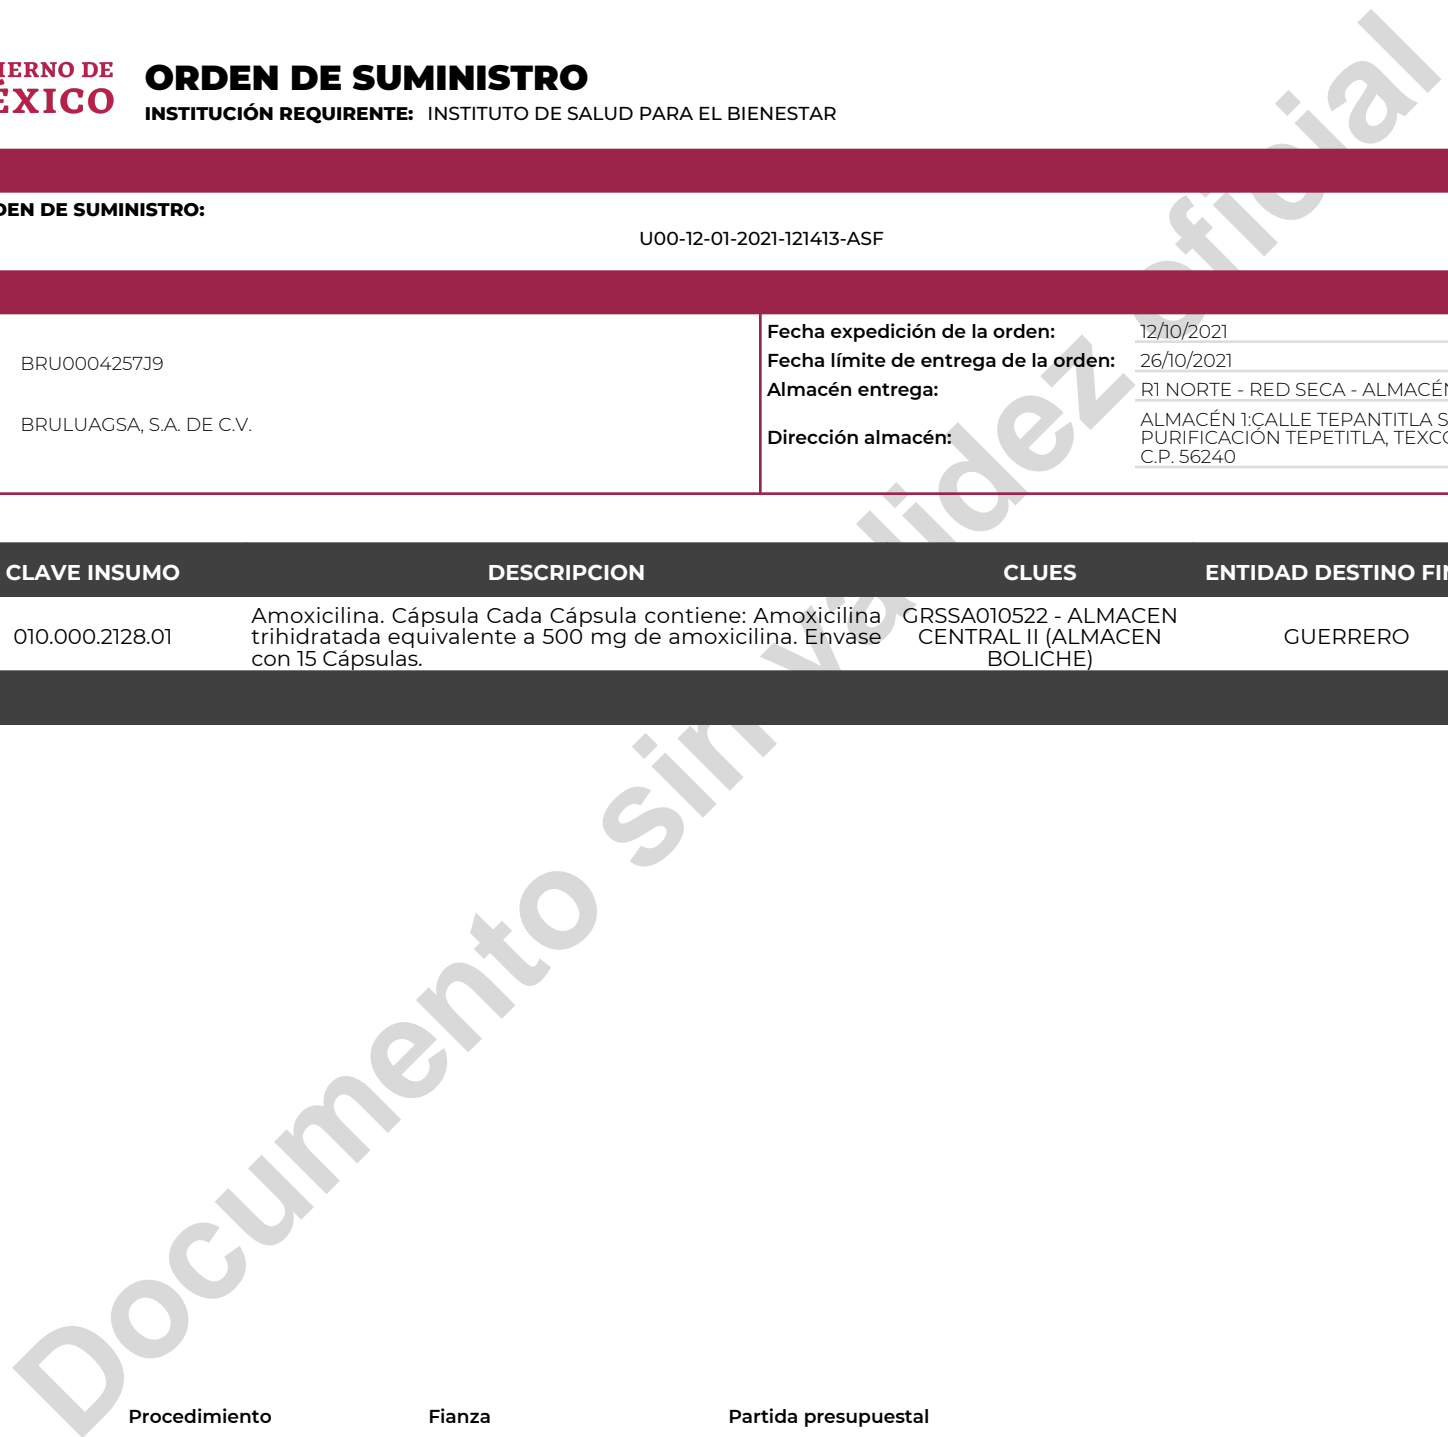 IERNO DE
ÉXICO
ORDEN DE SUMINISTRO
INSTITUCIÓN REQUIRENTE: INSTITUTO DE SALUD PARA EL BIENESTAR
DEN DE SUMINISTRO:
U00-12-01-2021-121413-ASF
BRU0004257J9
BRULUAGSA, S.A. DE C.V.
Fecha expedición de la orden: 12/10/2021
Fecha límite de entrega de la orden: 26/10/2021
Almacén entrega: R1 NORTE - RED SECA - ALMACÉN
Dirección almacén:
ALMACÉN 1:CALLE TEPANTITLA S
PURIFICACIÓN TEPETITLA, TEXCO
C.P. 56240
CLAVE INSUMO DESCRIPCION CLUES ENTIDAD DESTINO FIN
010.000.2128.01
Amoxicilina. Cápsula Cada Cápsula contiene: Amoxicilina
trihidratada equivalente a 500 mg de amoxicilina. Envase
con 15 Cápsulas.
GRSSA010522 - ALMACEN
CENTRAL II (ALMACEN
BOLICHE)
GUERRERO
Documento sin validez oficial
Procedimiento Fianza Partida presupuestal